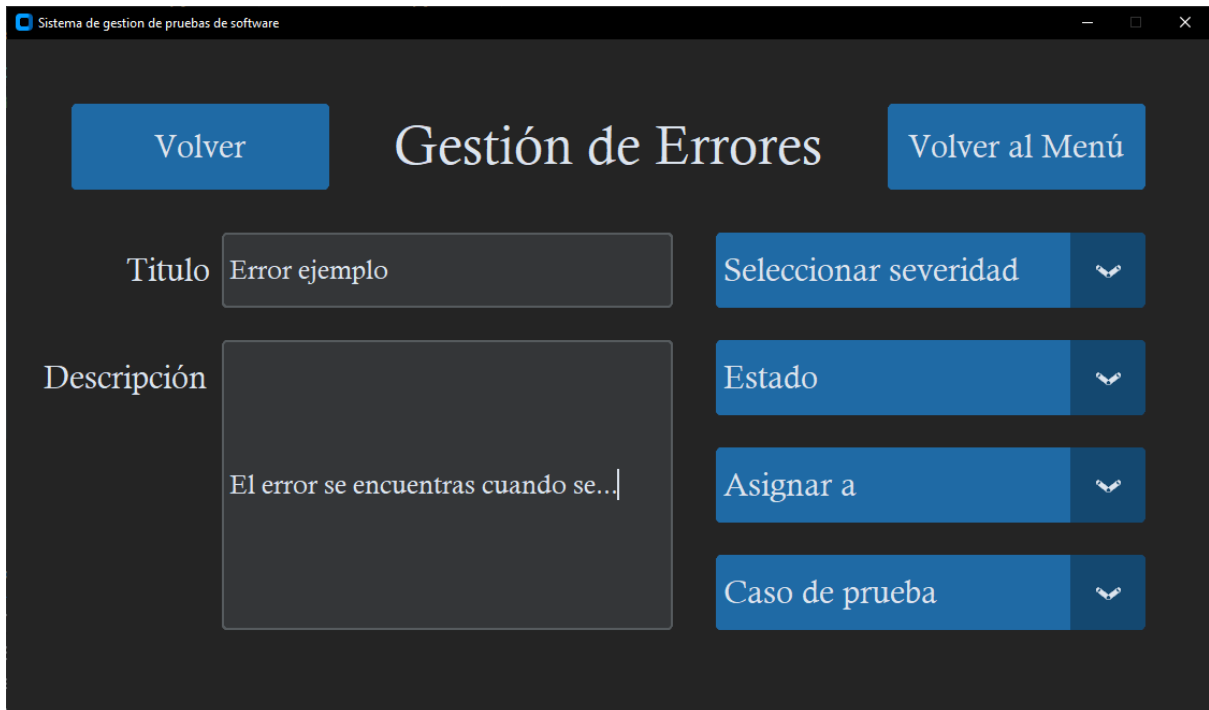 Sistema de gestion de pruebas de software
Volver
Gestión de Errores
Volver al Menú
Titulo
Error ejemplo
Seleccionar severidad
Descripción
El error se encuentras cuando se...
Estado
Asignar a
Caso de prueba